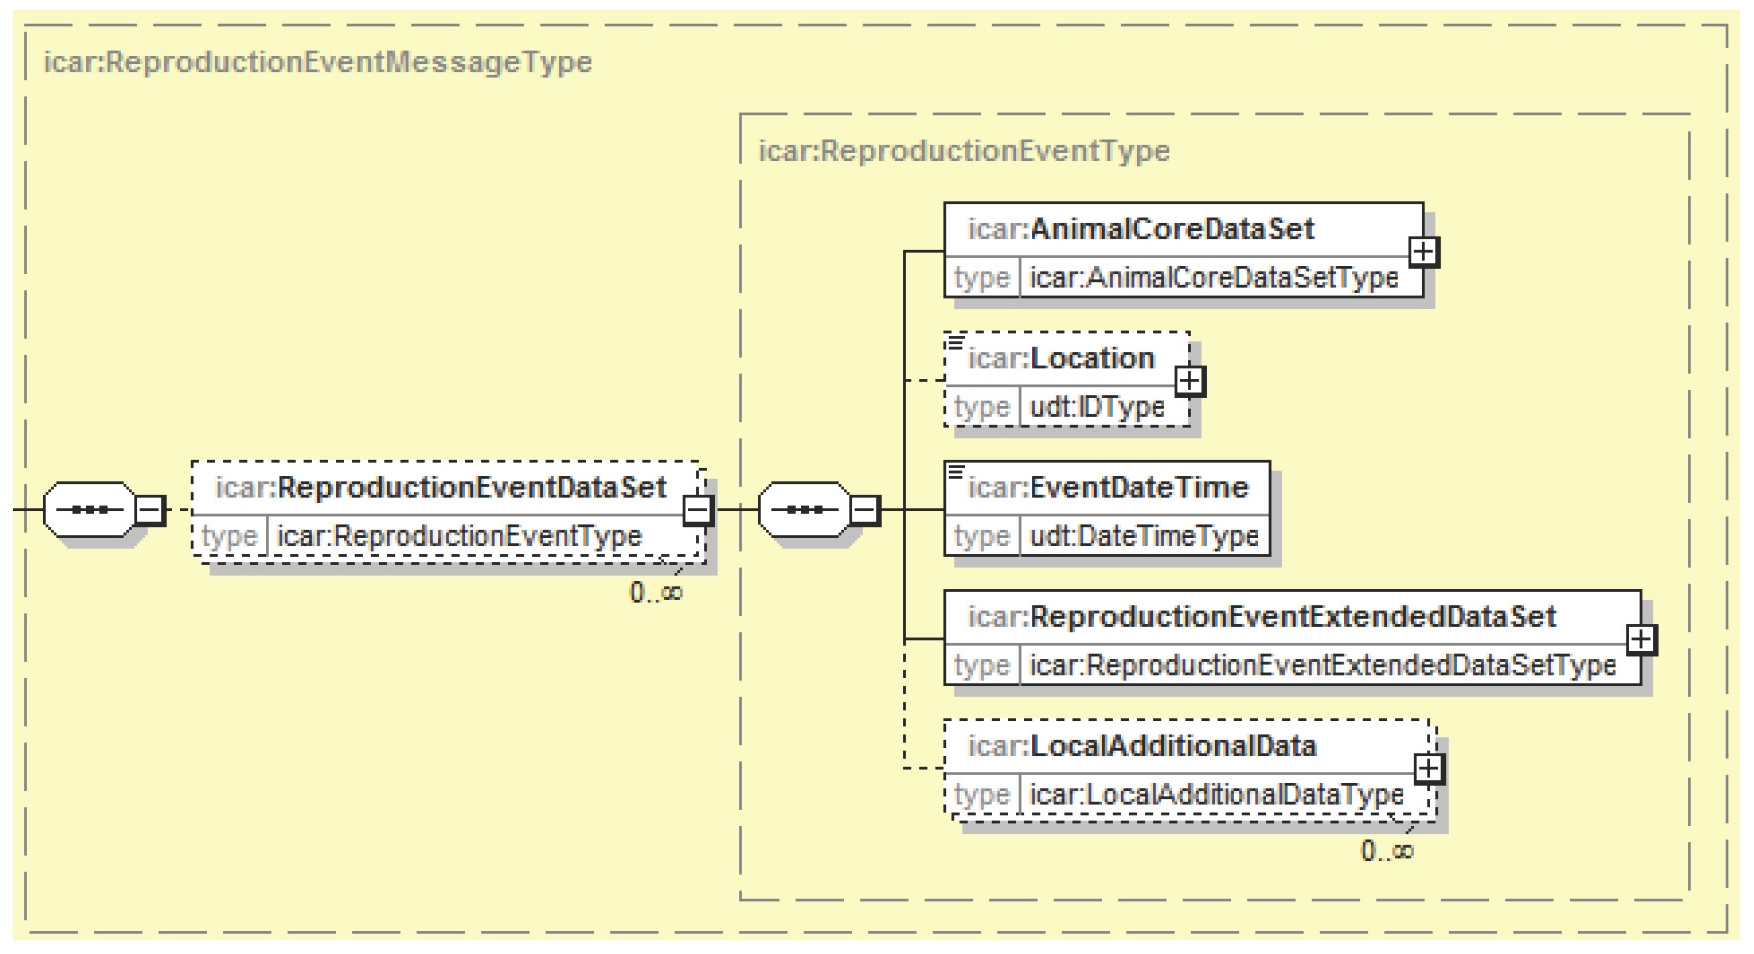 icar:ReproductionEventMessageType
icar:ReproductionEventType
icar:AnimalCoreDataSet
type icar:AnimalCoreDataSetType
icar:Location
type udt:IDType
icar:ReproductionEventDataSet
type icar:ReproductionEventType
0..∞
icar:EventDateTime
type udt:DateTimeType
icar:ReproductionEventExtendedDataSet
type icar:ReproductionEventExtendedDataSetType
icar:LocalAdditionalData
type icar:LocalAdditionalDataType
0..∞